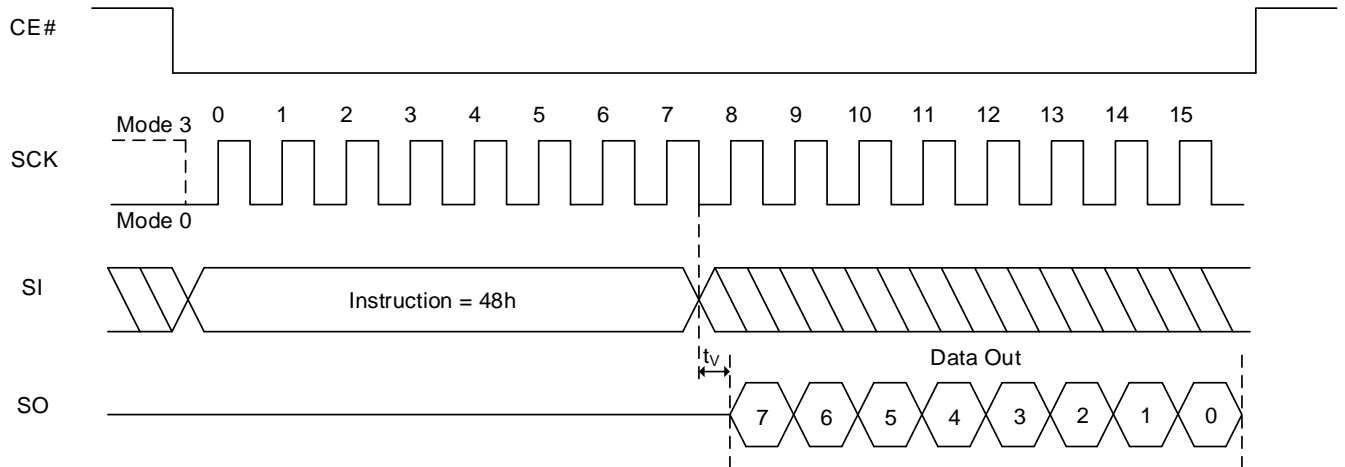 CE#
0 1 2 3 4 5 6 7 8 9 10 11 12 13 14 15
Mode 3
SCK
Mode 0
SI
Instruction = 48h
tV
Data Out
SO
7 6 5 4 3 2 1 0